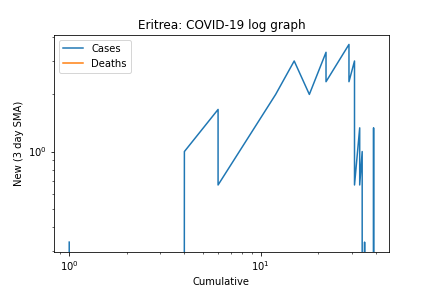 Eritrea: COVID-19 log graph
Cases
Deaths
New (3 day SMA)
10⁰
10⁰
10¹
Cumulative